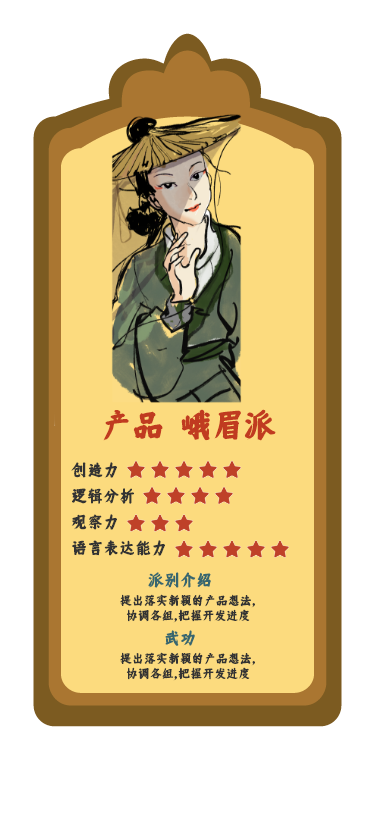 产品 峨眉派
创造力 ★★★★★
逻辑分析 ★★★★
观察力 ★★★
语言表达能力 ★★★★★
派别介绍
提出落实新颖的产品想法,
协调各组,把握开发进度
武功
提出落实新颖的产品想法,
协调各组,把握开发进度